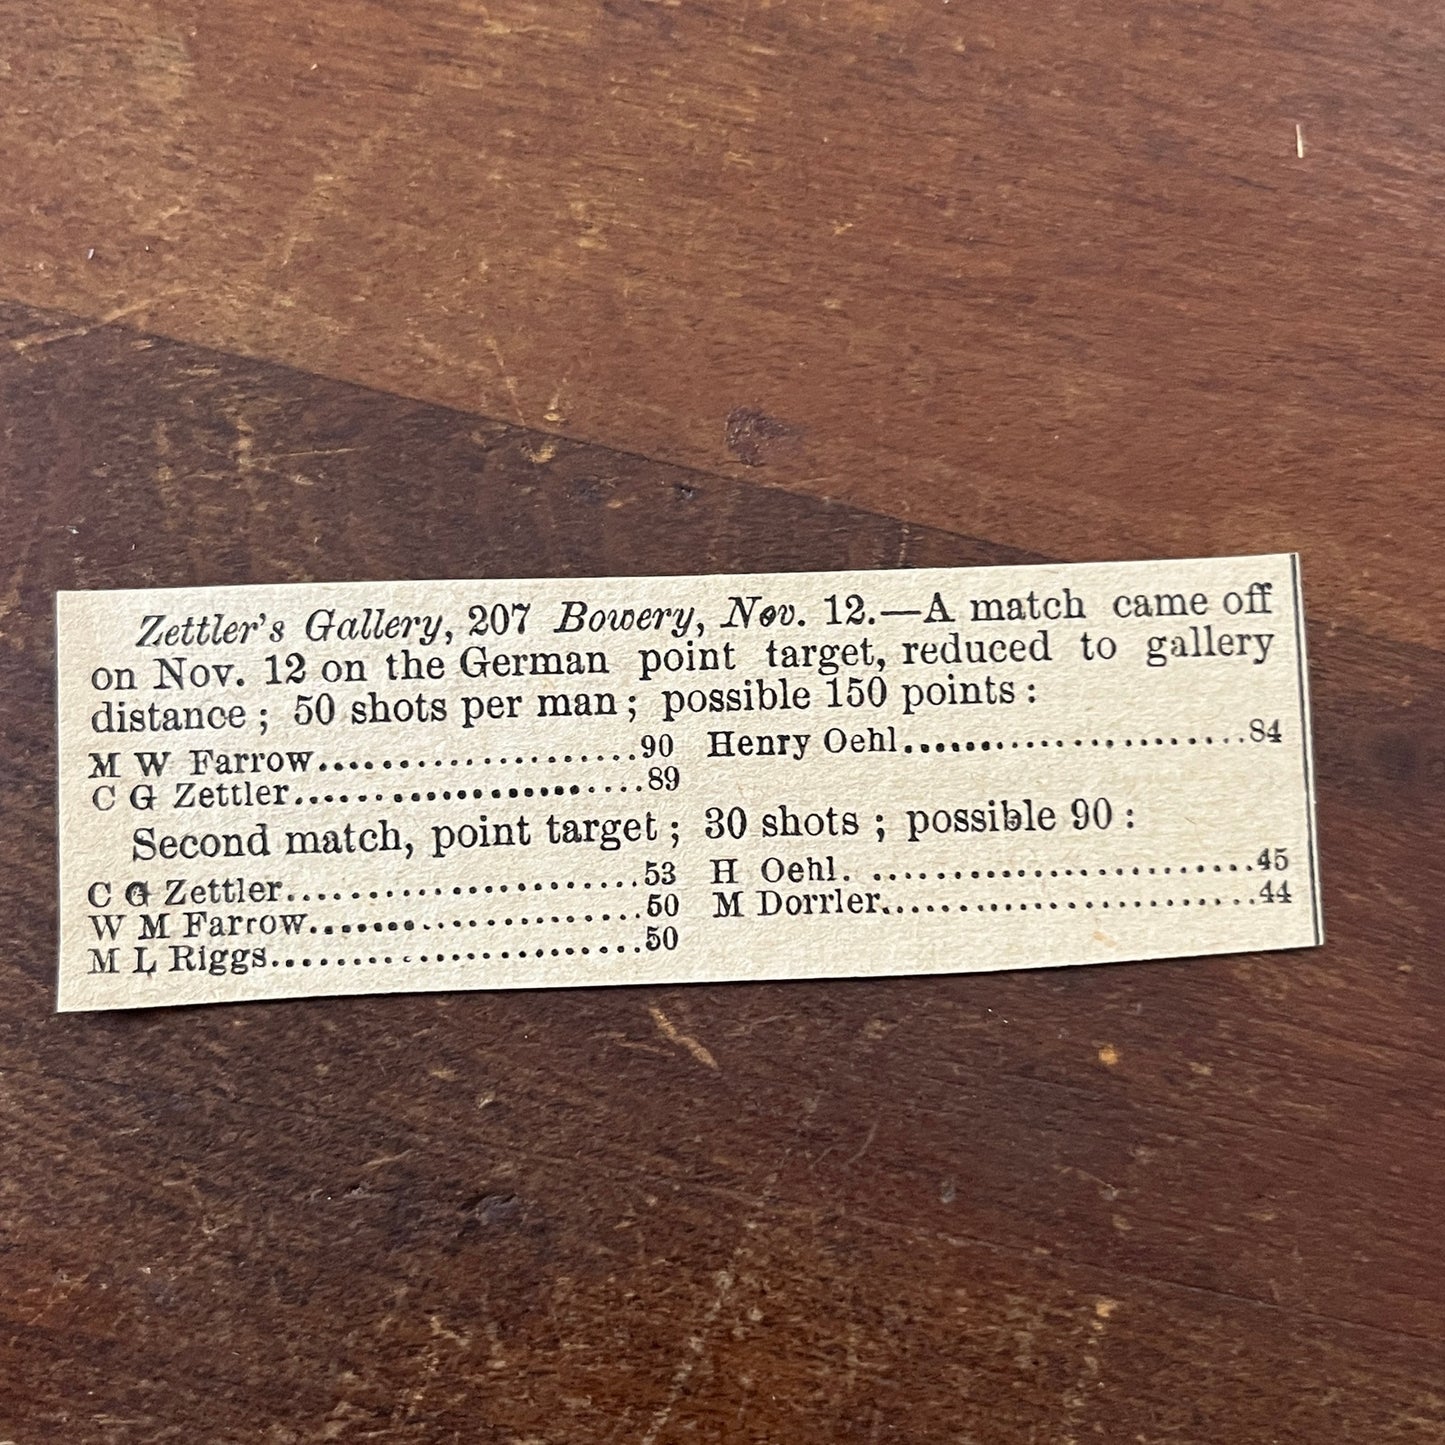 Zettler's Gallery, 207 Bowery, Nov. 12.—A match came off
on Nov. 12 on the German point target, reduced to gallery
distance; 50 shots per man; possible 150 points:
M W Farrow....................90 Henry Oehl......................84
C G Zettler......................89
Second match, point target; 30 shots; possible 90:
C G Zettler......................53 H Oehl. ........................45
W M Farrow.....................50 M Dorrler........................44
M L Riggs.......................50